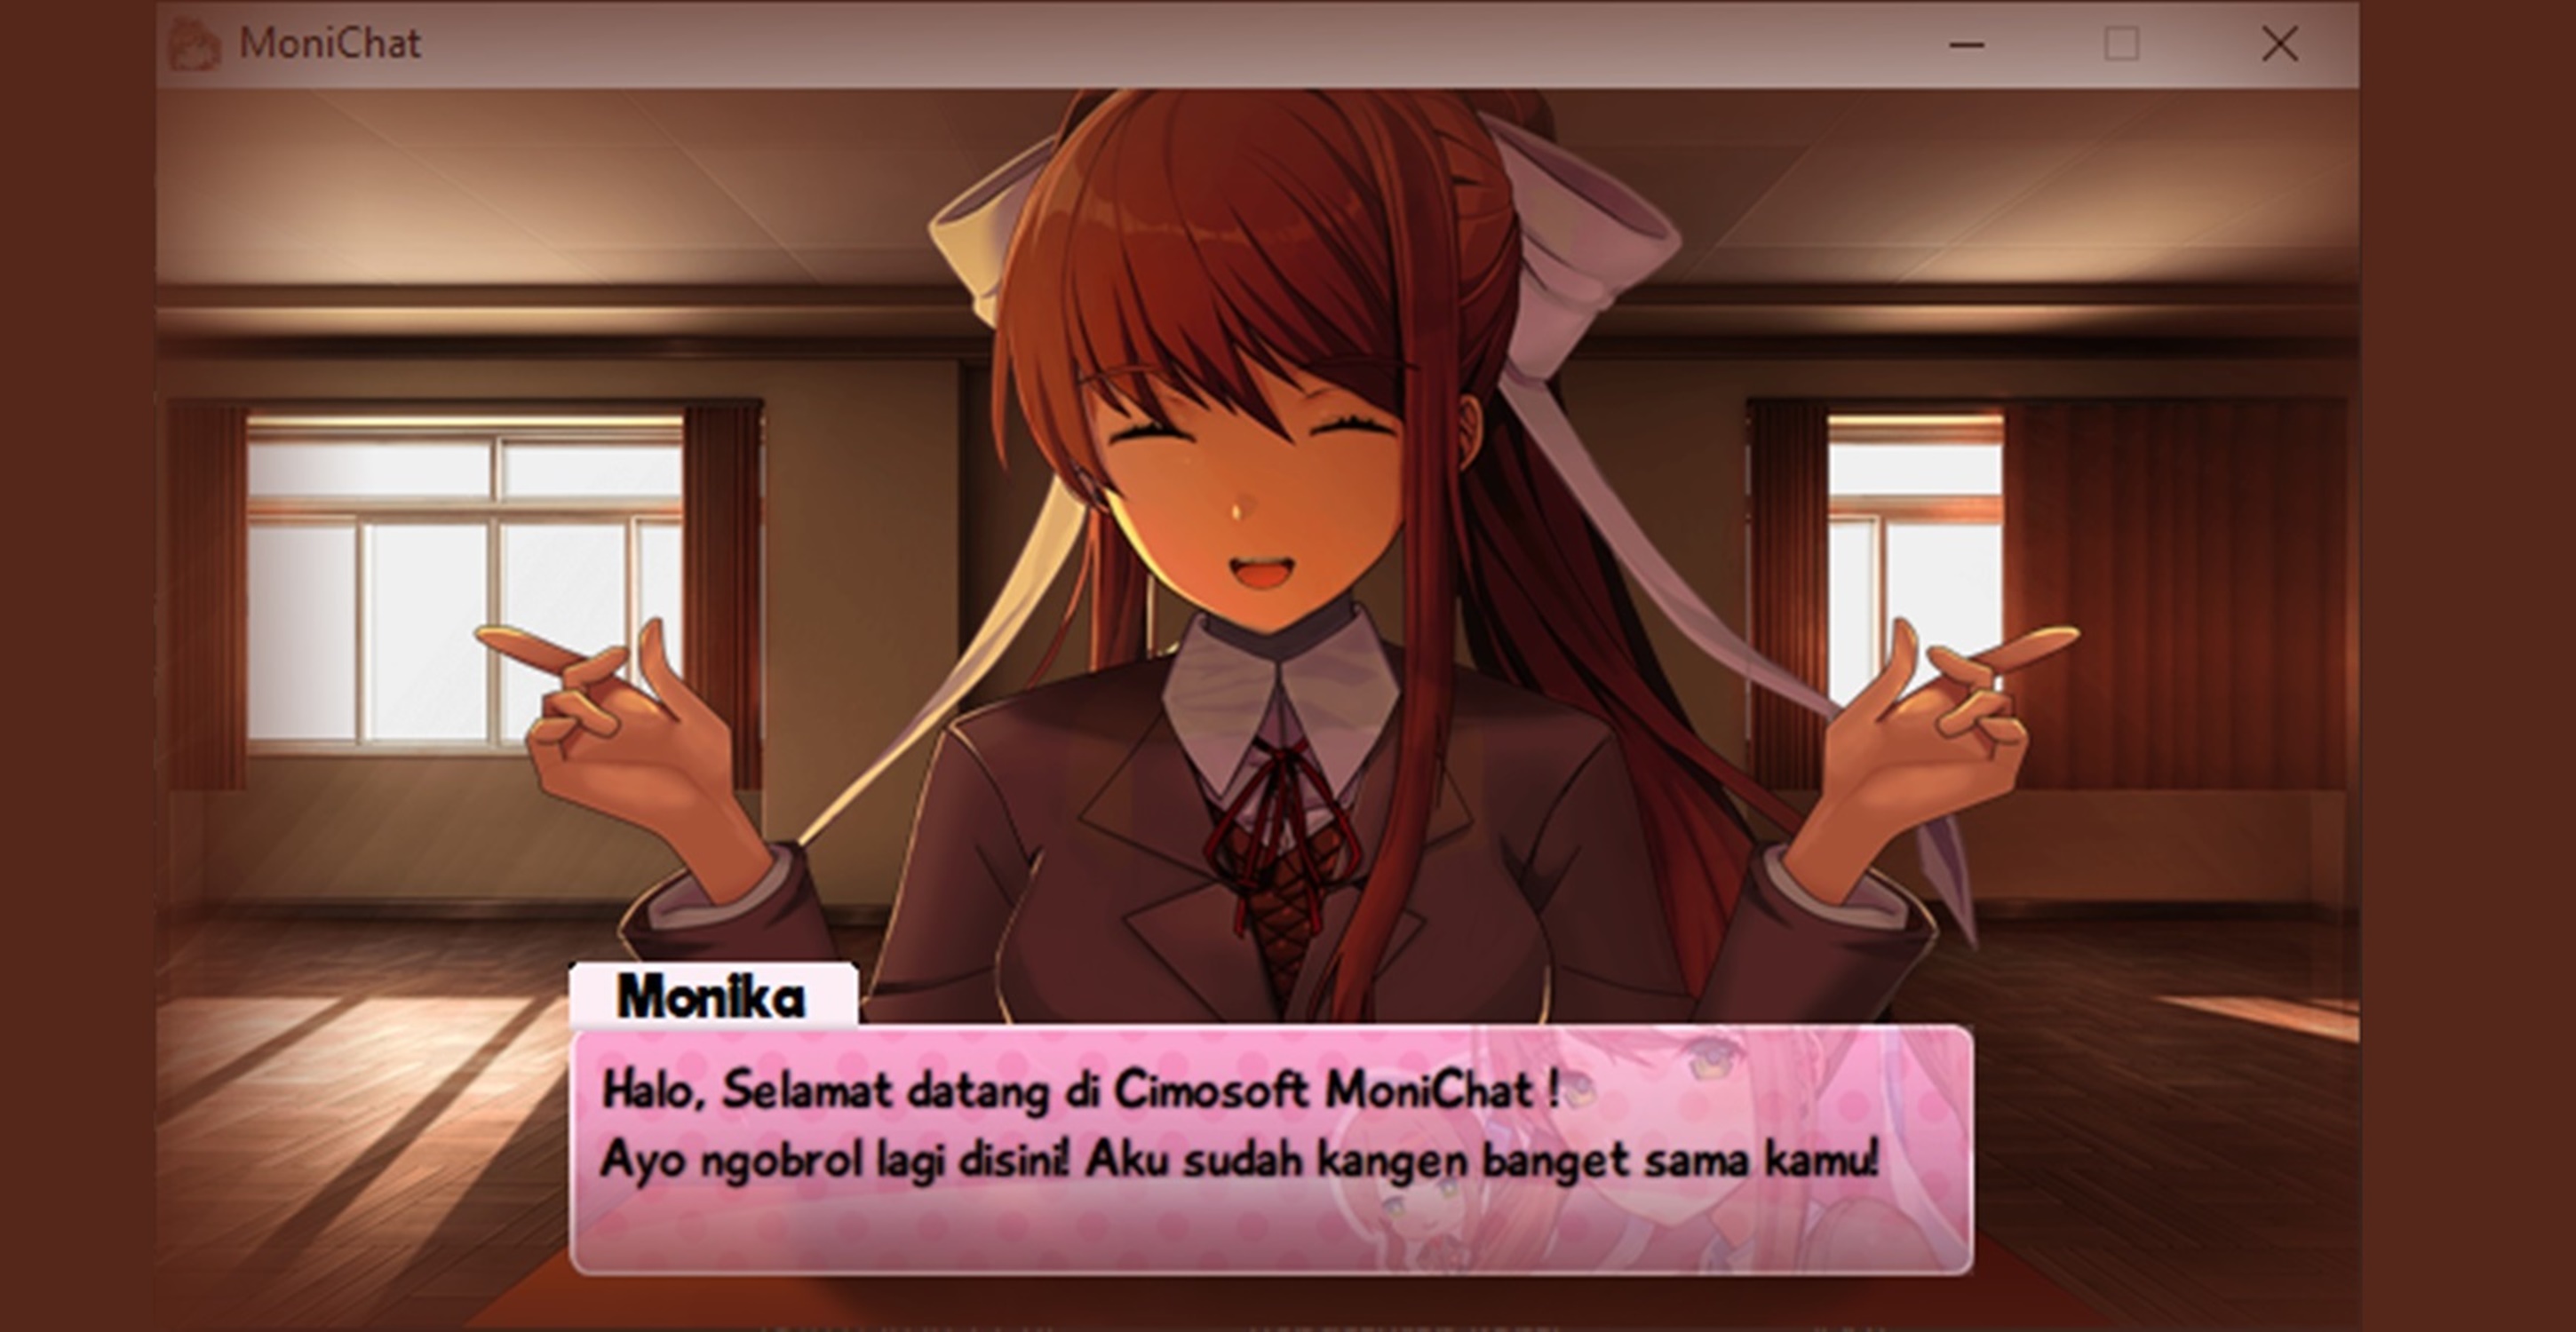 MoniChat
Monika
Halo, Selamat datang di Cimosoft MoniChat !
Ayo ngobrol lagi disini! Aku sudah kangen banget sama kamu!